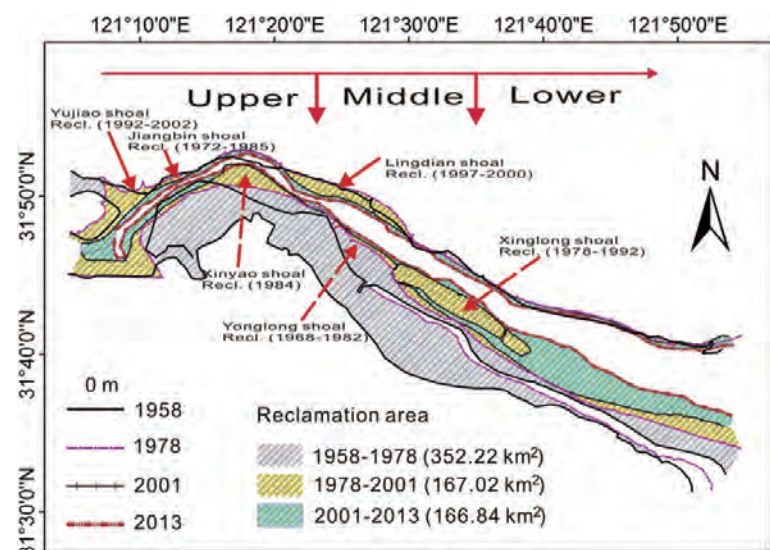 121°10'0"E 121°20'0"E 121°30'0"E 121°40'0"E 121°50'0"E
Upper Middle Lower
Yujiao shoal
Recl. (1992-2002)
Jiangbin shoal
Recl. (1972-1985)
Lingdian shoal
Recl. (1997-2000)
N
31°50'0"N
Xinglong shoal
Recl. (1978-1992)
Xinyao shoal
Recl. (1984)
Yonglong shoal
Recl. (1968-1982)
31°40'0"N
0 m
1958
1978
2001
2013
Reclamation area
1958-1978 (352.22 km²)
1978-2001 (167.02 km²)
2001-2013 (166.84 km²)
31°30'0"N